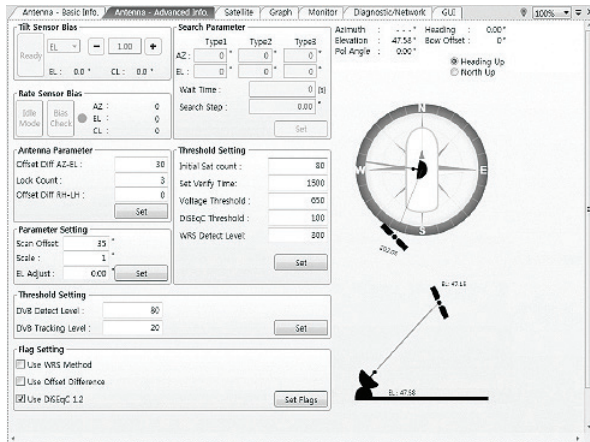 Antenna - Basic Info. Antenna - Advanced Info. Satellite Graph Monitor Diagnostic/Network GUI 100%
Tilt Sensor Bias
Ready EL - 1.00 +
EL : 0.0 ° CL : 0.0 °
Rate Sensor Bias
Idle Mode Bias Check
AZ : 0
EL : 0
CL : 0
Antenna Parameter
Offset Diff AZ-EL : 30
Lock Count : 3
Offset Diff RH-LH : 0
Set
Parameter Setting
Scan Offset: 35 °
Scale : 1 °
EL Adjust : 0.00 ° Set
Search Parameter
Type1 Type2 Type3
AZ : 0 ° 0 ° 0 °
EL : 0 ° 0 ° 0 °
Wait Time : 0 [s]
Search Step : 0.00 °
Set
Threshold Setting
Initial Sat count : 80
Sat Verify Time: 1500
Voltage Threshold : 650
DiSEqC Threshold : 100
WRS Detect Level: 300
Set
Threshold Setting
DVB Detect Level : 80
DVB Tracking Level : 20
Set
Flag Setting
Use WRS Method
Use Offset Difference
Use DiSEqC 1.2
Set Flags
Azimuth : ---° Heading : 0.00°
Elevation : 47.58° Bow Offset : 0°
Pol Angle : 0.00°
Heading Up
North Up
N
W
E
S
202.06
EL: 47.13
EL: 47.58